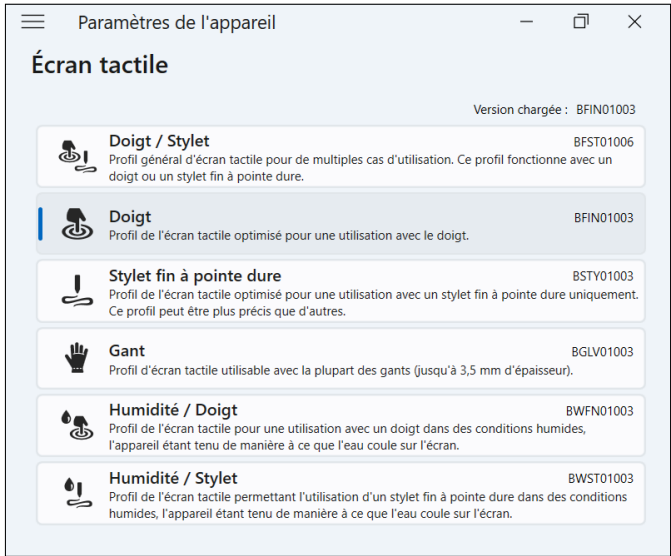 Paramètres de l'appareil
Écran tactile
Version chargée : BFIN01003
Doigt / Stylet BFST01006
Profil général d'écran tactile pour de multiples cas d'utilisation. Ce profil fonctionne avec un
doigt ou un stylet fin à pointe dure.
Doigt BFIN01003
Profil de l'écran tactile optimisé pour une utilisation avec le doigt.
Stylet fin à pointe dure BSTY01003
Profil de l'écran tactile optimisé pour une utilisation avec un stylet fin à pointe dure uniquement.
Ce profil peut être plus précis que d'autres.
Gant BGLV01003
Profil d'écran tactile utilisable avec la plupart des gants (jusqu'à 3,5 mm d'épaisseur).
Humidité / Doigt BWFN01003
Profil de l'écran tactile pour une utilisation avec un doigt dans des conditions humides,
l'appareil étant tenu de manière à ce que l'eau coule sur l'écran.
Humidité / Stylet BWST01003
Profil de l'écran tactile permettant l'utilisation d'un stylet fin à pointe dure dans des conditions
humides, l'appareil étant tenu de manière à ce que l'eau coule sur l'écran.